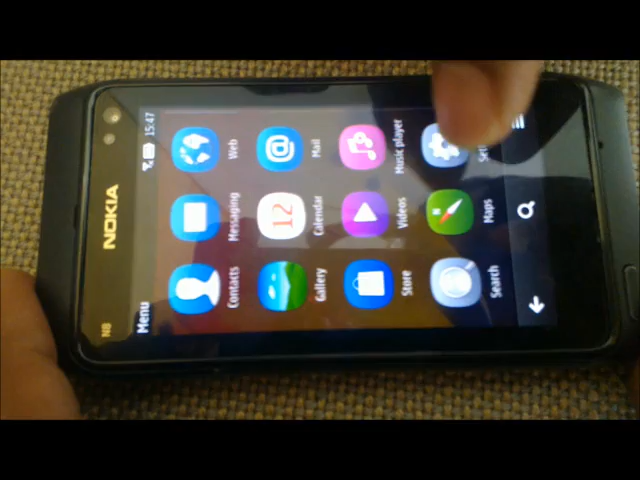 NOKIA
N8
15:47
Menu
Contacts
Messaging
Web
Gallery
Calendar
12
Mail
Store
Videos
Music player
Search
Maps